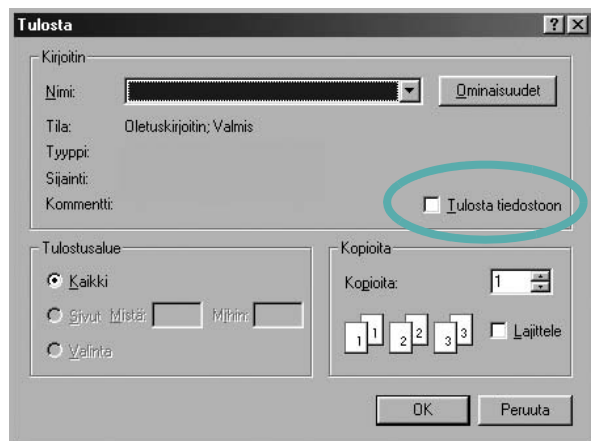 Tulosta
Kirjoitin
Nimi:
Ominaisuudet
Tila: Oletuskirjoitin; Valmis
Tyyppi:
Sijainti:
Kommentti:
Tulosta tiedostoon
Tulostusalue
Kaikki
Sivut Mistä: Mihin:
Valinta
Kopioita
Kopioita: 1
1 1 2 2 3 3
Lajittele
OK Peruuta